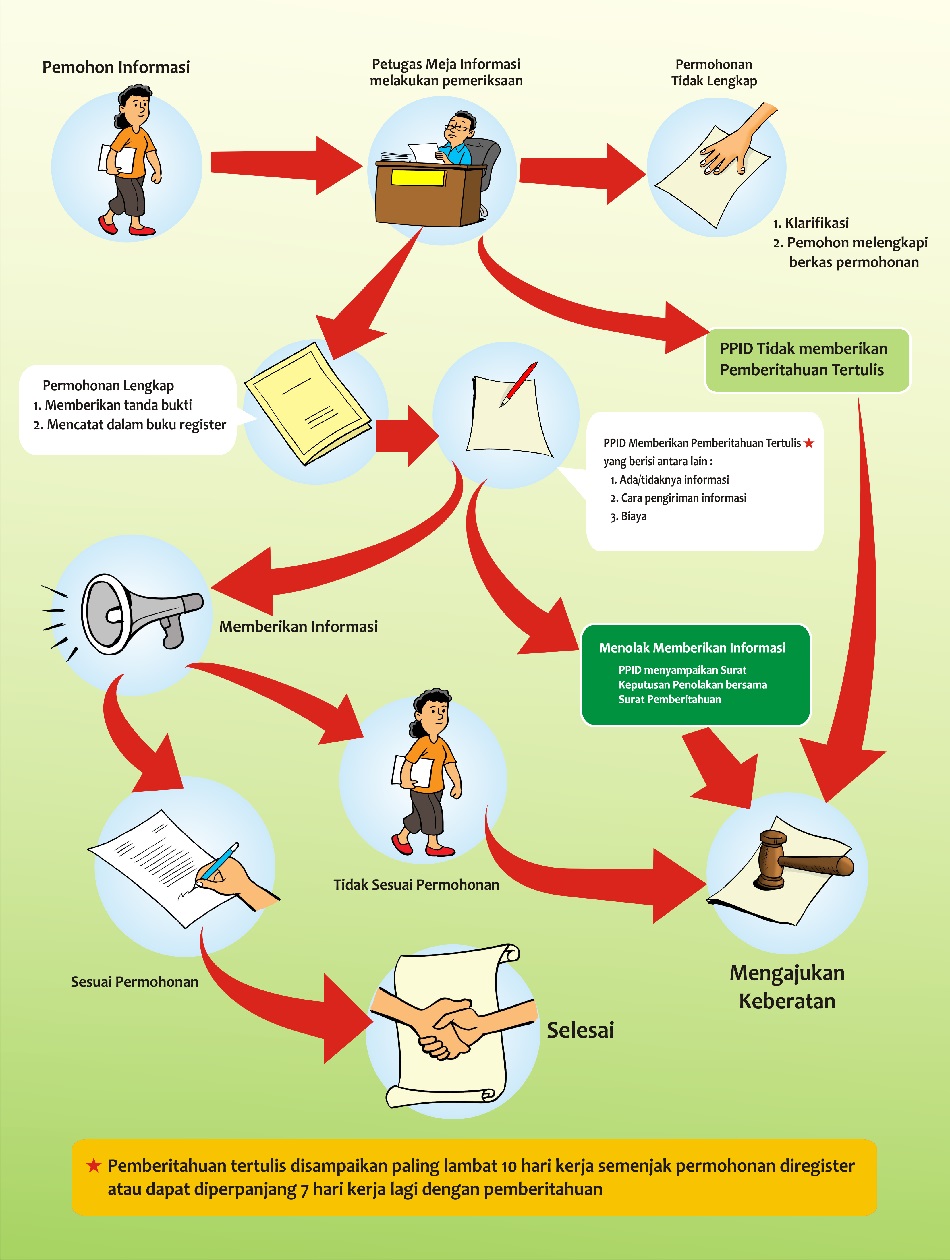 Pemohon Informasi
Petugas Meja Informasi
melakukan pemeriksaan
Permohonan
Tidak Lengkap
1. Klarifikasi
2. Pemohon melengkapi
berkas permohonan
PPID Tidak memberikan
Pemberitahuan Tertulis
Permohonan Lengkap
1. Memberikan tanda bukti
2. Mencatat dalam buku register
PPID Memberikan Pemberitahuan Tertulis ★
yang berisi antara lain :
1. Ada/tidaknya informasi
2. Cara pengiriman informasi
3. Biaya
Memberikan Informasi
Menolak Memberikan Informasi
PPID menyampaikan Surat
Keputusan Penolakan bersama
Surat Pemberitahuan
Tidak Sesuai Permohonan
Sesuai Permohonan
Mengajukan
Keberatan
Selesai
★ Pemberitahuan tertulis disampaikan paling lambat 10 hari kerja semenjak permohonan diregister
atau dapat diperpanjang 7 hari kerja lagi dengan pemberitahuan